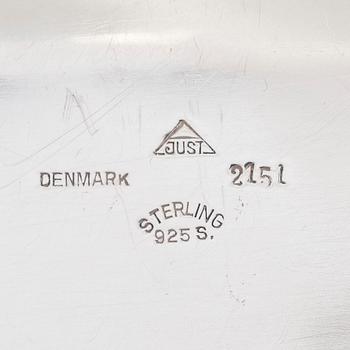 JUST
DENMARK
2151
STERLING
925 S.